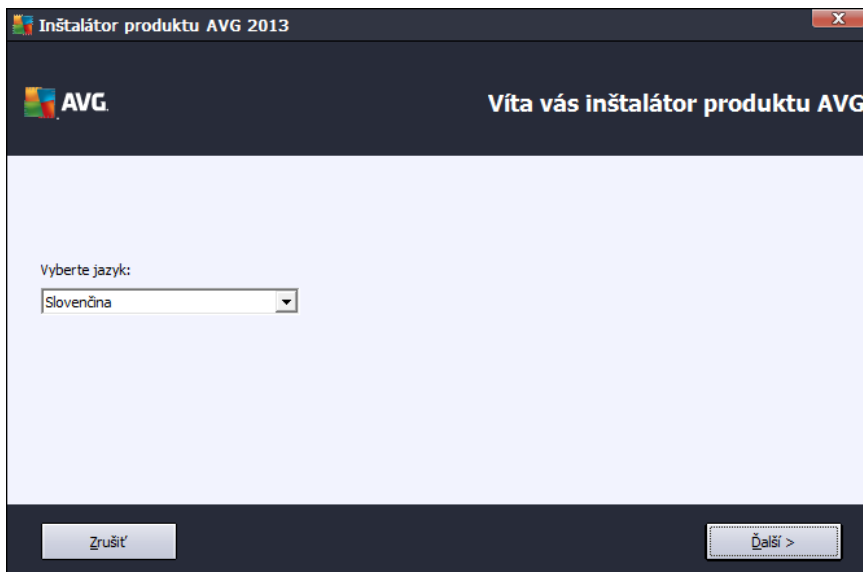 Inštalátor produktu AVG 2013
AVG.
Víta vás inštalátor produktu AVG
Vyberte jazyk:
Slovenčina
Zrušiť
Ďalší >